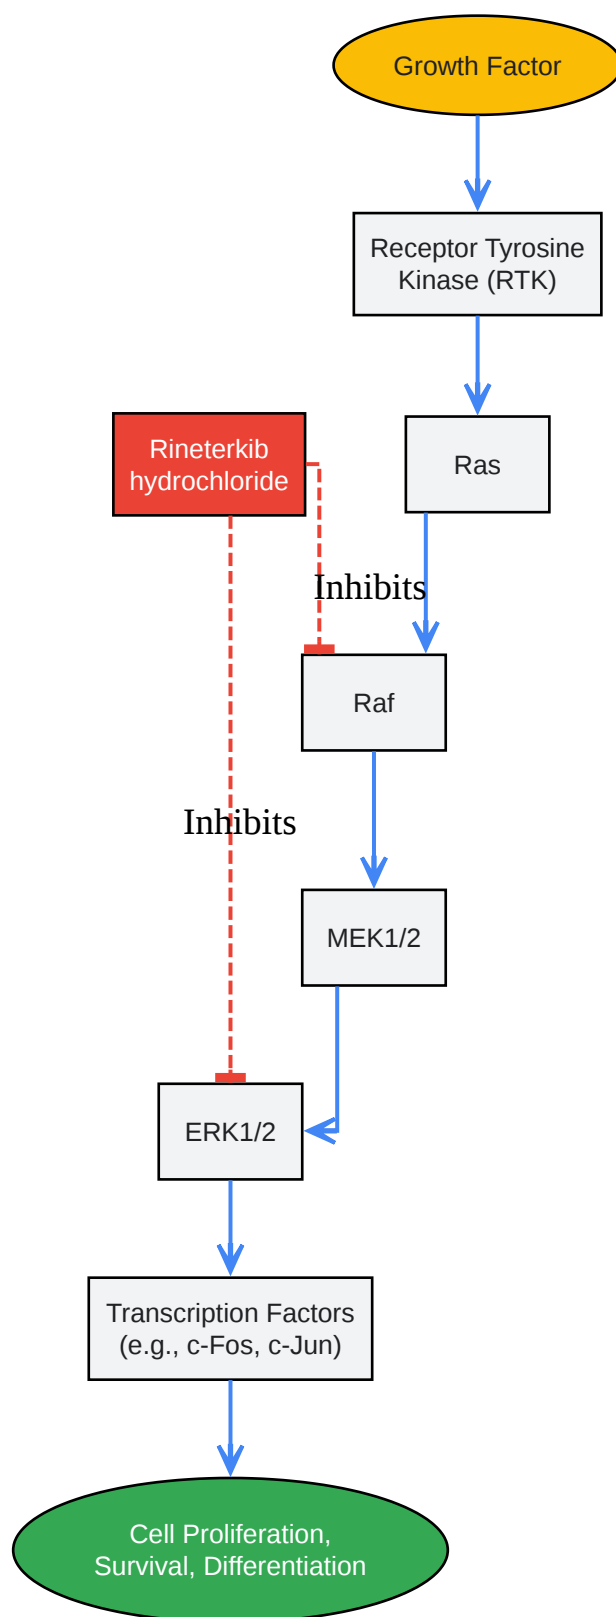 Growth Factor
Receptor Tyrosine
Kinase (RTK)
Rineterkib
hydrochloride
Ras
Inhibits
Raf
Inhibits
MEK1/2
ERK1/2
Transcription Factors
(e.g., c-Fos, c-Jun)
Cell Proliferation,
Survival, Differentiation